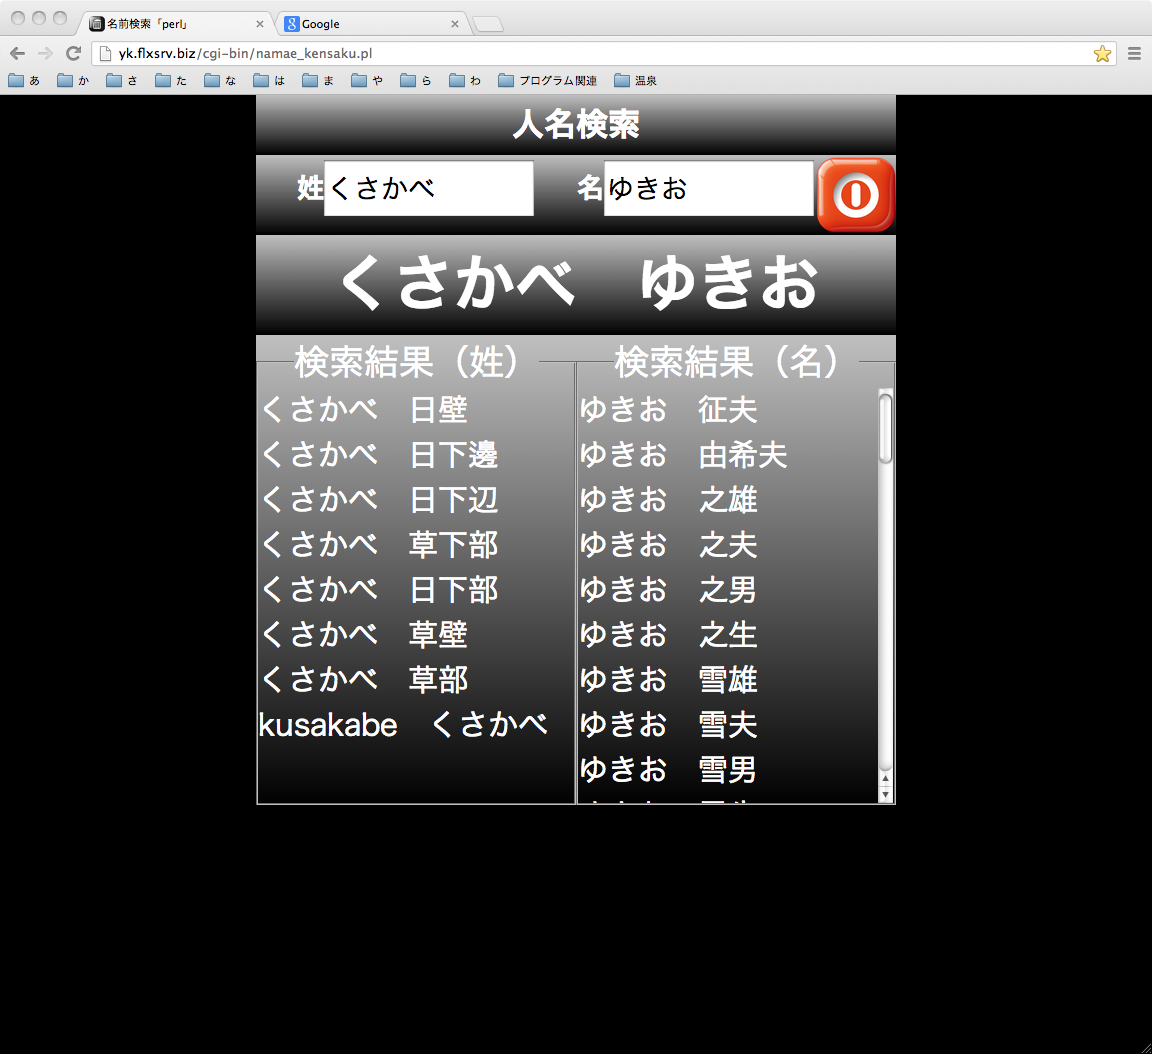 名前検索「perl」
Google
yk.flxsrv.biz/cgi-bin/namae_kensaku.pl
あ か さ た な は ま や ら わ プログラム関連 温泉
人名検索
姓 くさかべ 名 ゆきお
くさかべ　ゆきお
検索結果（姓） 検索結果（名）
くさかべ　日壁
くさかべ　日下邊
くさかべ　日下辺
くさかべ　草下部
くさかべ　日下部
くさかべ　草壁
くさかべ　草部
kusakabe　くさかべ
ゆきお　征夫
ゆきお　由希夫
ゆきお　之雄
ゆきお　之夫
ゆきお　之男
ゆきお　之生
ゆきお　雪雄
ゆきお　雪夫
ゆきお　雪男